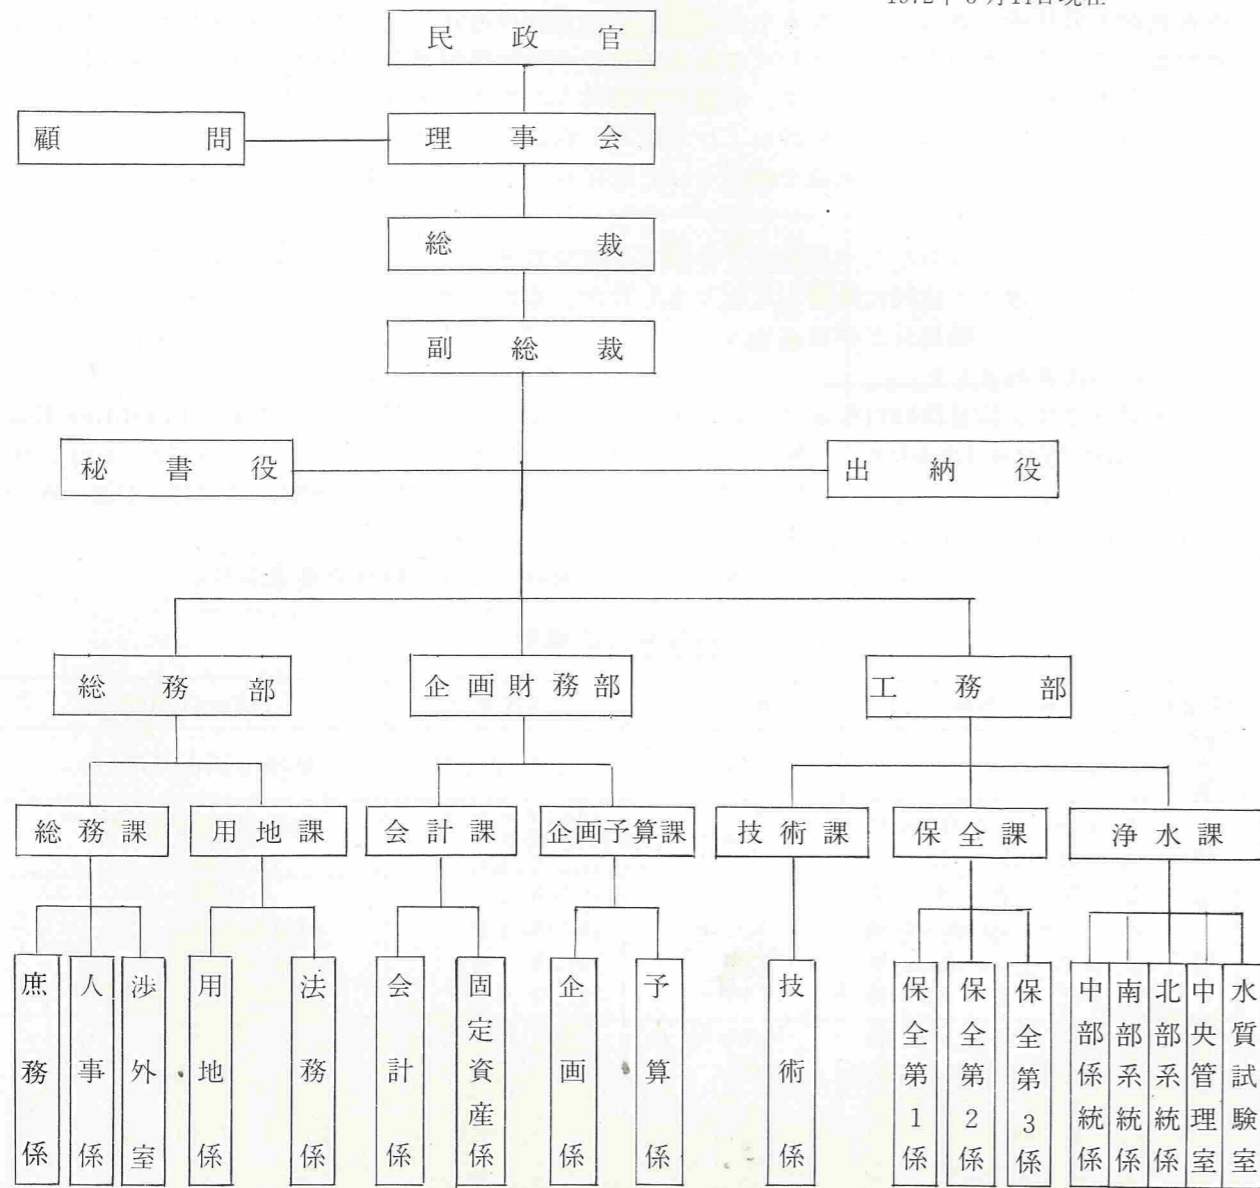 民政官
顧問
理事会
総裁
副総裁
秘書役
出納役
総務部
企画財務部
工務部
総務課
用地課
会計課
企画予算課
技術課
保全課
浄水課
庶務係
人事係
渉外室
用地係
法務係
会計係
固定資産係
企画係
予算係
技術係
保全第1係
保全第2係
保全第3係
中部係統係
南部系統係
北部系統係
中央管理室
水質試験室